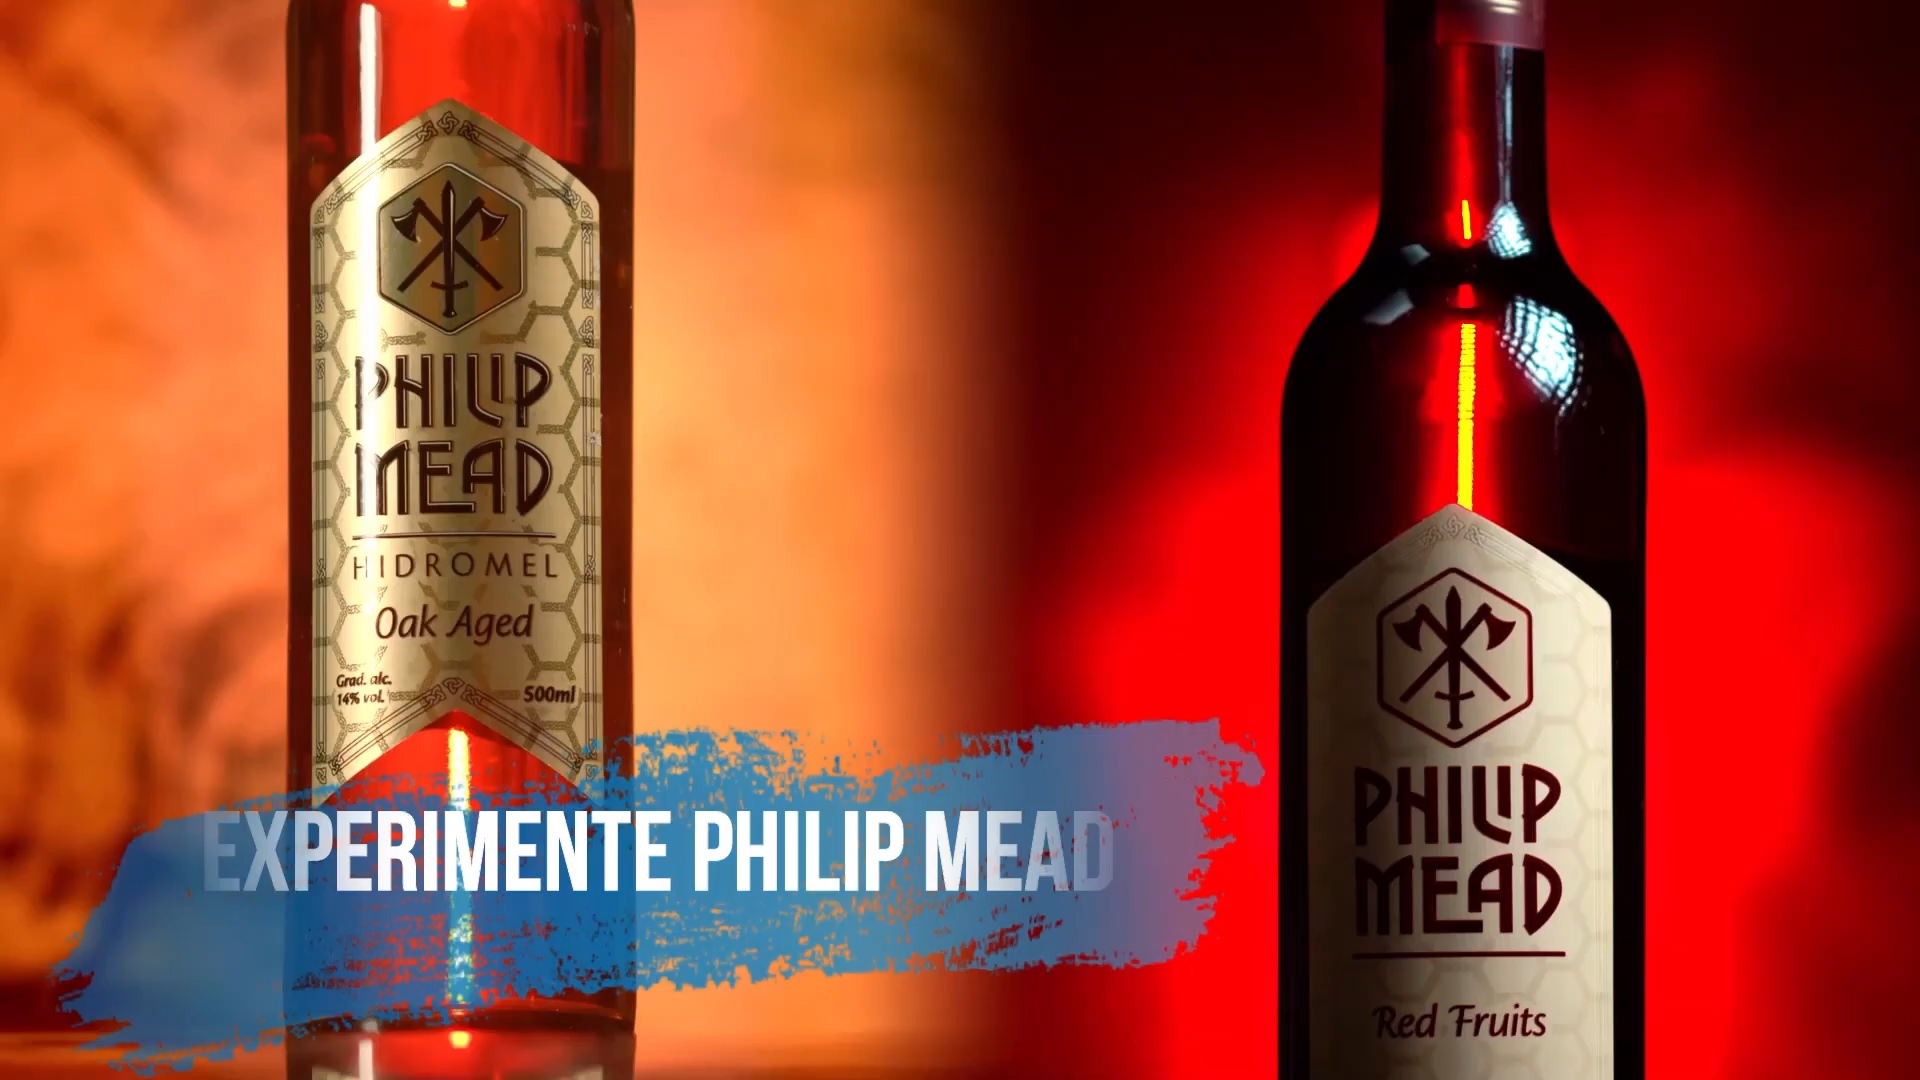 PHILIP
MEAD
HIDROMEL
Oak Aged
Grad. alc.
14% vol.
500ml
EXPERIMENTE PHILIP MEAD
PHILIP
MEAD
Red Fruits